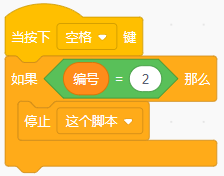 当按下 空格 键
如果 编号 = 2 那么
停止 这个脚本